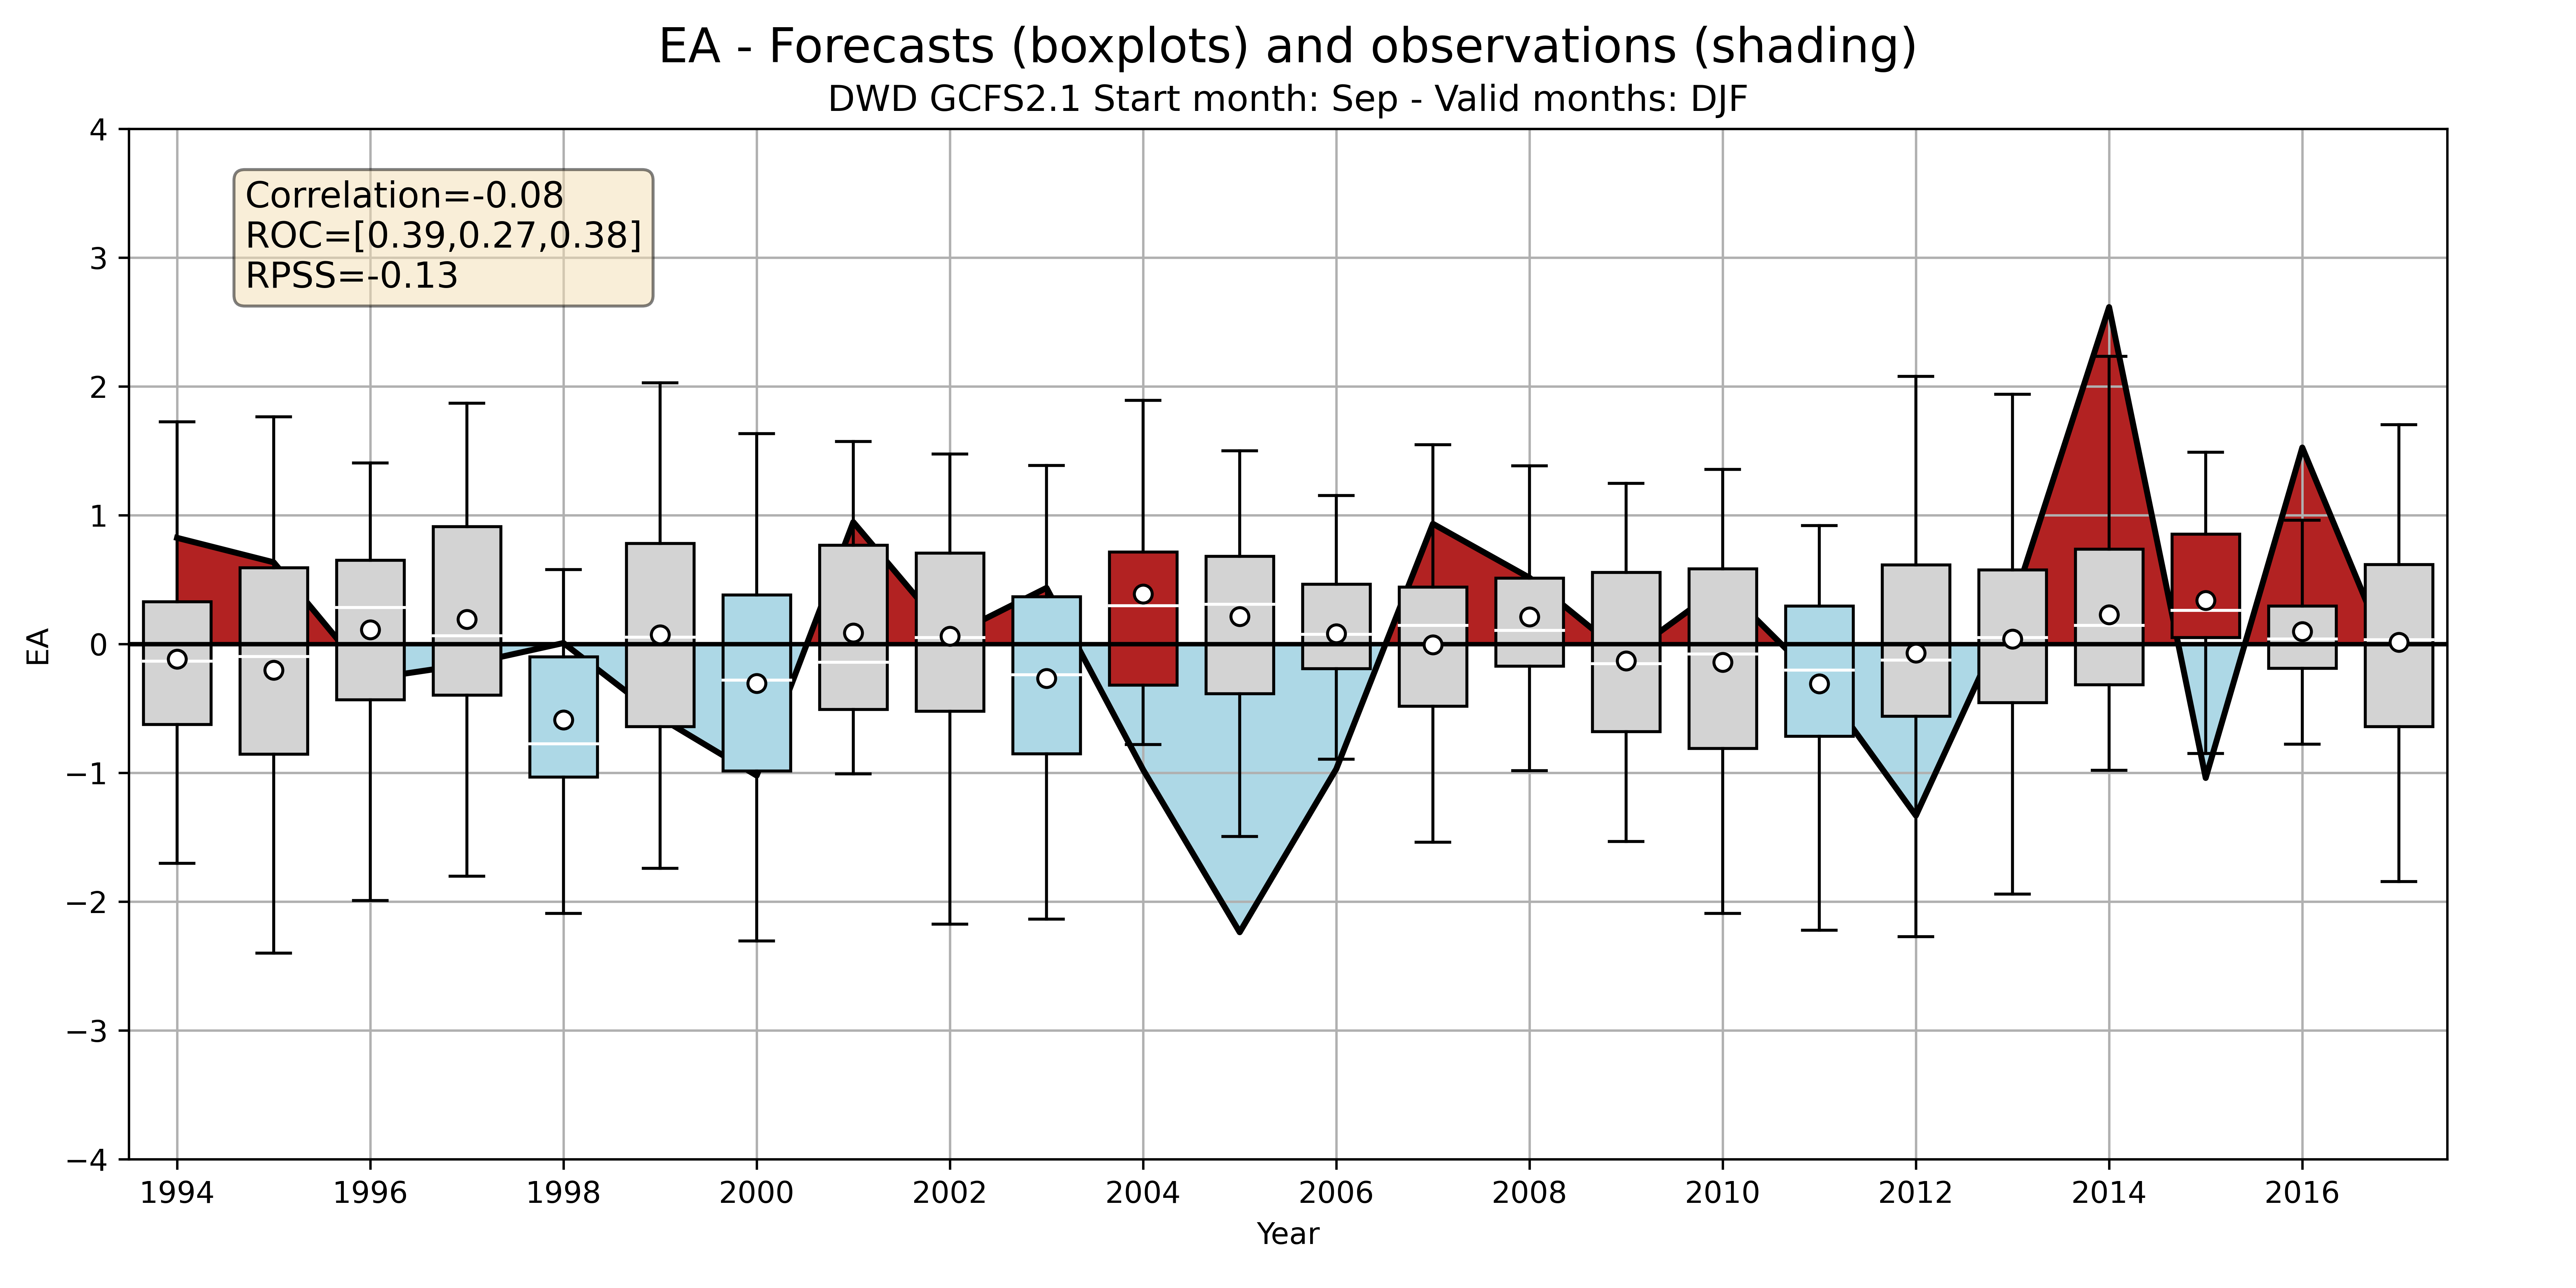 EA - Forecasts (boxplots) and observations (shading)
DWD GCFS2.1 Start month: Sep - Valid months: DJF
Correlation=-0.08
ROC=[0.39,0.27,0.38]
RPSS=-0.13
EA
4
3
2
1
0
−1
−2
−3
−4
1994 1996 1998 2000 2002 2004 2006 2008 2010 2012 2014 2016
Year